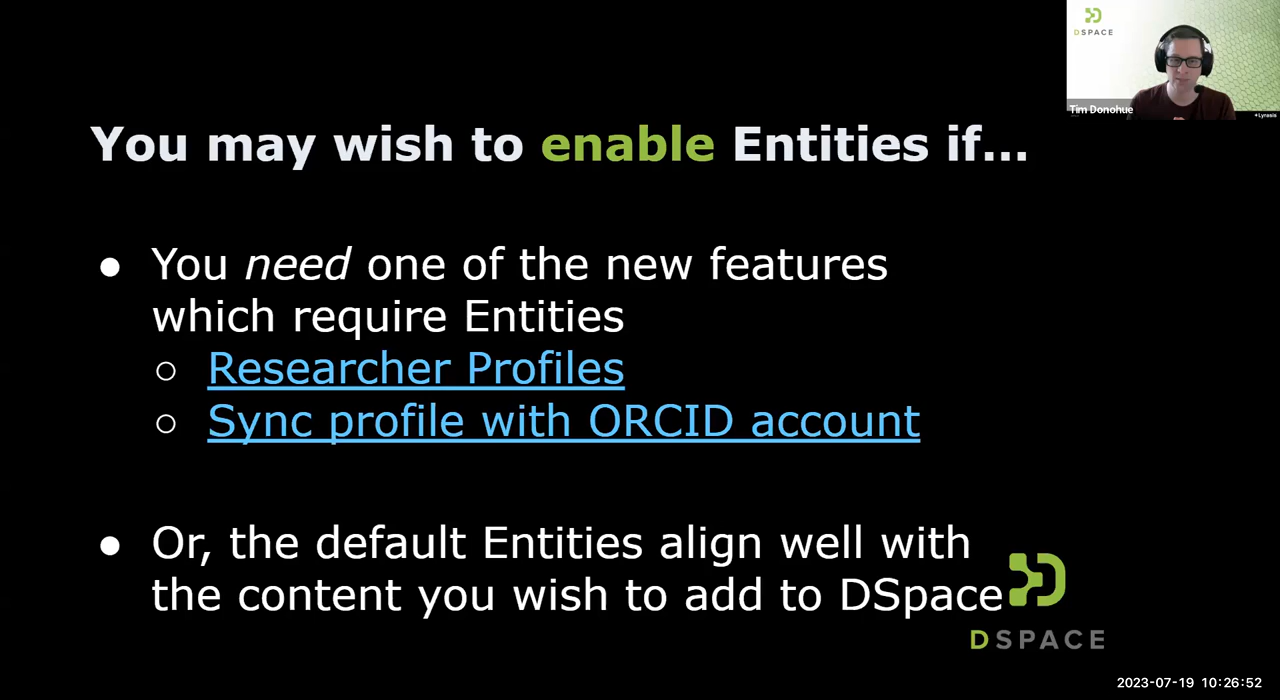 DSPACE
Tim Donohue
Lyrasis
You may wish to enable Entities if...
● You need one of the new features
which require Entities
○ Researcher Profiles
○ Sync profile with ORCID account
● Or, the default Entities align well with
the content you wish to add to DSpace
DSPACE
2023-07-19 10:26:52